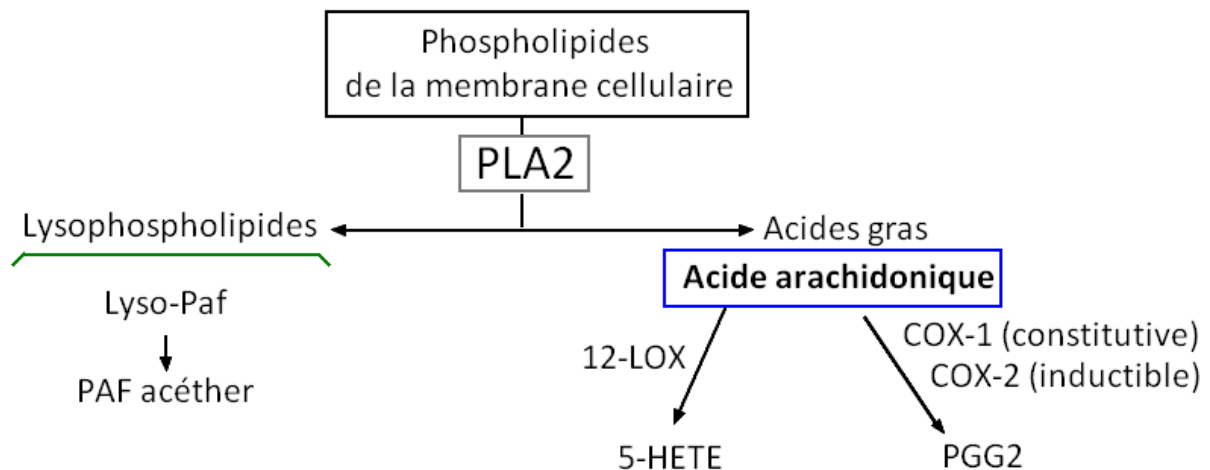 Phospholipides
de la membrane cellulaire
PLA2
Lysophospholipides
Acides gras
Acide arachidonique
Lyso-Paf
PAF acéther
12-LOX
COX-1 (constitutive)
COX-2 (inductible)
5-HETE
PGG2